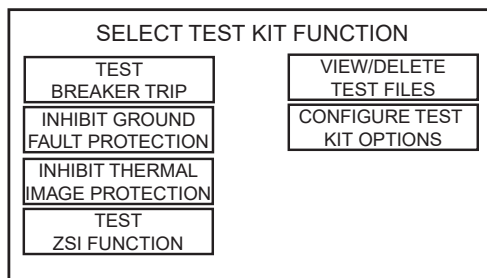 SELECT TEST KIT FUNCTION
TEST
BREAKER TRIP
INHIBIT GROUND
FAULT PROTECTION
INHIBIT THERMAL
IMAGE PROTECTION
TEST
ZSI FUNCTION
VIEW/DELETE
TEST FILES
CONFIGURE TEST
KIT OPTIONS